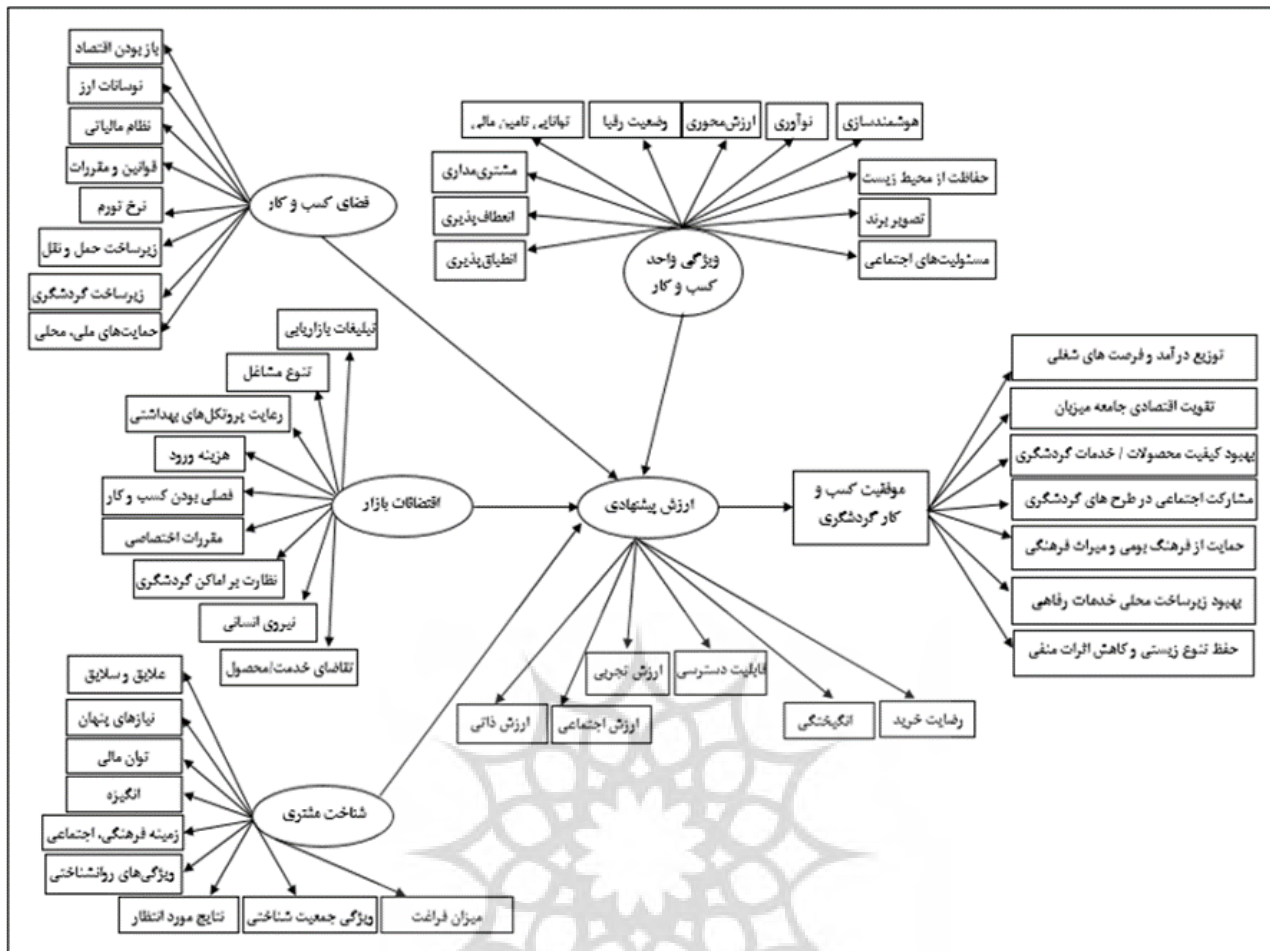 باز بودن اقتصاد
نوسانات ارز
نظام مالیاتی
قوانین و مقررات
نرخ تورم
زیرساخت حمل و نقل
زیرساخت گردشگری
حمایت‌های ملی، محلی
فضای کسب و کار
هوشمندسازی
نوآوری
ارزش‌محوری
وضعیت رقبا
توانایی تامین مالی
مشتری‌مداری
انعطاف‌پذیری
انطباق‌پذیری
حفاظت از محیط زیست
تصویر برند
مسئولیت‌های اجتماعی
ویژگی واحد
کسب و کار
تبلیغات بازاریابی
تنوع مشاغل
رعایت پروتکل‌های بهداشتی
هزینه ورود
فصلی بودن کسب و کار
مقررات اختصاصی
نظارت بر اماکن گردشگری
نیروی انسانی
تقاضای خدمت/محصول
اقتضائات بازار
ارزش پیشنهادی
موفقیت کسب و
کار گردشگری
توزیع درآمد و فرصت های شغلی
تقویت اقتصادی جامعه میزبان
بهبود کیفیت محصولات / خدمات گردشگری
مشارکت اجتماعی در طرح های گردشگری
حمایت از فرهنگ بومی و میراث فرهنگی
بهبود زیرساخت محلی خدمات رفاهی
حفظ تنوع زیستی و کاهش اثرات منفی
رضایت خرید
انگیختگی
قابلیت دسترسی
ارزش تجربی
ارزش اجتماعی
ارزش ذاتی
علایق و سلایق
نیازهای پنهان
توان مالی
انگیزه
زمینه فرهنگی، اجتماعی
ویژگی‌های روانشناختی
نتایج مورد انتظار
ویژگی جمعیت شناختی
میزان فراغت
شناخت مشتری